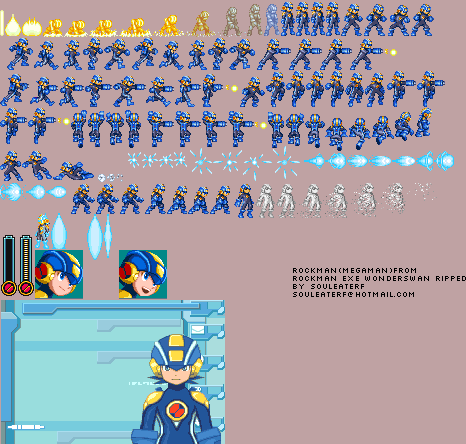 ROCKMAN(MEGAMAN)FROM
ROCKMAN EXE WONDERSWAN RIPPED
BY SOULEATERF
SOULEATERF@HOTMAIL.COM